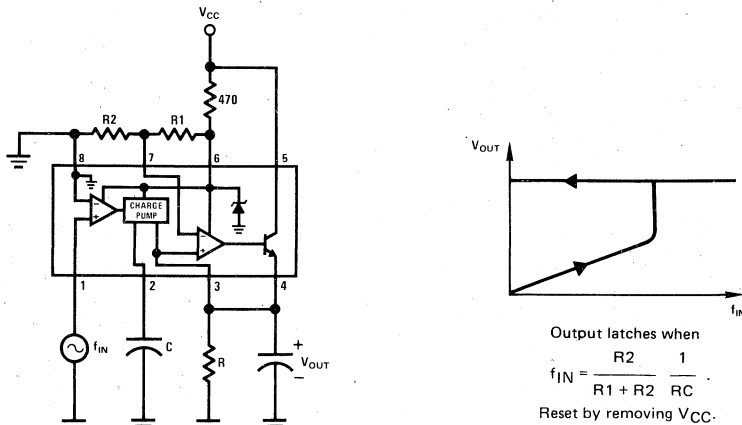 VCC
470
R2
R1
8
7
6
5
CHARGE
PUMP
−
+
−
+
1
2
3
4
fIN
C
R
+
VOUT
−
VOUT
fIN
Output latches when
fIN = R2 / R1 + R2 1 / RC .
Reset by removing VCC.